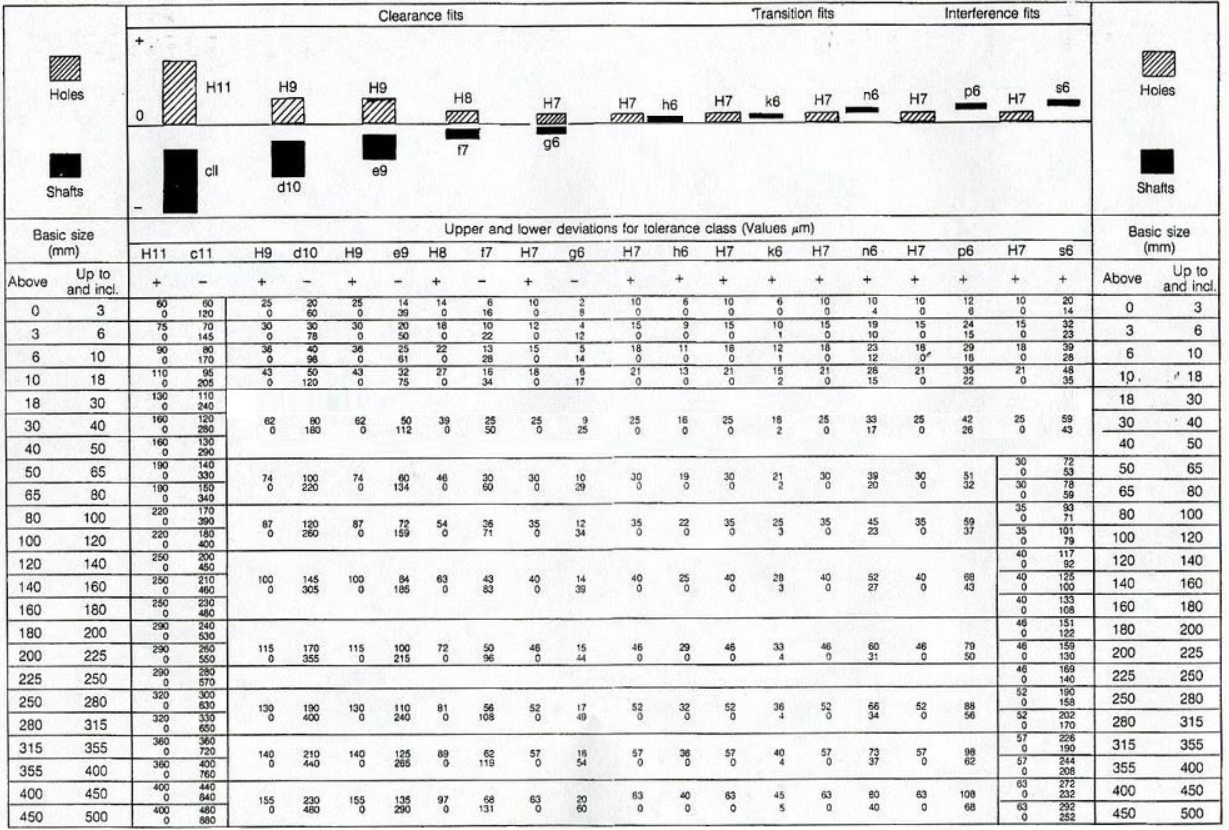 Clearance fits Transition fits Interference fits
+
H11 H9 H9 H8 H7 H7 h6 H7 k6 H7 n6 H7 p6 H7 s6
Holes Holes
0
cll d10 e9 f7 g6
Shafts Shafts
−
Basic size (mm) Upper and lower deviations for tolerance class (Values μm) Basic size (mm)
H11 c11 H9 d10 H9 e9 H8 f7 H7 g6 H7 h6 H7 k6 H7 n6 H7 p6 H7 s6
Above Up to and incl. + − + − + − + − + − + + + + + + + + + Above Up to and incl.
0 3 60 60 25 20 25 14 14 6 10 2 10 6 10 6 10 10 10 12 10 20 0 3
0 120 0 60 0 39 0 16 0 8 0 0 0 0 0 4 0 6 0 14
3 6 75 70 30 30 30 20 18 10 12 4 15 9 15 10 15 19 15 24 15 32 3 6
0 145 0 78 0 50 0 22 0 12 0 0 0 1 0 10 0 15 0 23
6 10 90 80 36 40 36 25 22 13 15 5 18 11 18 12 18 23 18 29 18 39 6 10
0 170 0 98 0 61 0 28 0 14 0 0 0 1 0 12 0 18 0 28
10 18 110 95 43 50 43 32 27 16 18 6 21 13 21 15 21 28 21 35 21 48 10 18
0 205 0 120 0 75 0 34 0 17 0 0 0 2 0 15 0 22 0 35
18 30 130 110 18 30
0 240
30 40 160 120 62 80 62 50 39 25 25 9 25 16 25 18 25 33 25 42 25 59 30 40
0 280 0 180 0 112 0 50 0 25 0 0 0 2 0 17 0 26 0 43
40 50 160 130 40 50
0 290
50 65 190 140 30 72 50 65
0 330 0 53
74 100 74 60 46 30 30 10 30 19 30 21 30 39 30 51
0 220 0 134 0 60 0 29 0 0 0 2 0 20 0 32
65 80 190 150 30 78 65 80
0 340 0 59
80 100 220 170 35 93 80 100
0 390 0 71
87 120 87 72 54 36 35 12 35 22 35 25 35 45 35 59
0 260 0 159 0 71 0 34 0 0 0 3 0 23 0 37
100 120 220 180 35 101 100 120
0 400 0 79
120 140 250 200 40 117 120 140
0 450 0 92
140 160 250 210 100 145 100 84 63 43 40 14 40 25 40 28 40 52 40 68 40 125 140 160
0 460 0 305 0 185 0 83 0 39 0 0 0 3 0 27 0 43 0 100
160 180 250 230 40 133 160 180
0 480 0 108
180 200 290 240 46 151 180 200
0 530 0 122
200 225 290 260 115 170 115 100 72 50 46 15 46 29 46 33 46 60 46 79 46 159 200 225
0 550 0 355 0 215 0 96 0 44 0 0 0 4 0 31 0 50 0 130
225 250 290 280 46 169 225 250
0 570 0 140
250 280 320 300 52 190 250 280
0 630 0 158
130 190 130 110 81 56 52 17 52 32 52 36 52 66 52 88
0 400 0 240 0 108 0 49 0 0 0 4 0 34 0 56
280 315 320 330 52 202 280 315
0 650 0 170
315 355 360 360 57 226 315 355
0 720 0 190
140 210 140 125 89 62 57 18 57 36 57 40 57 73 57 98
0 440 0 265 0 119 0 54 0 0 0 4 0 37 0 62
355 400 360 400 57 244 355 400
0 760 0 208
400 450 400 440 63 272 400 450
0 840 0 232
155 230 155 135 97 68 63 20 63 40 63 45 63 80 63 108
0 480 0 290 0 131 0 60 0 0 0 5 0 40 0 68
450 500 400 480 63 292 450 500
0 880 0 252